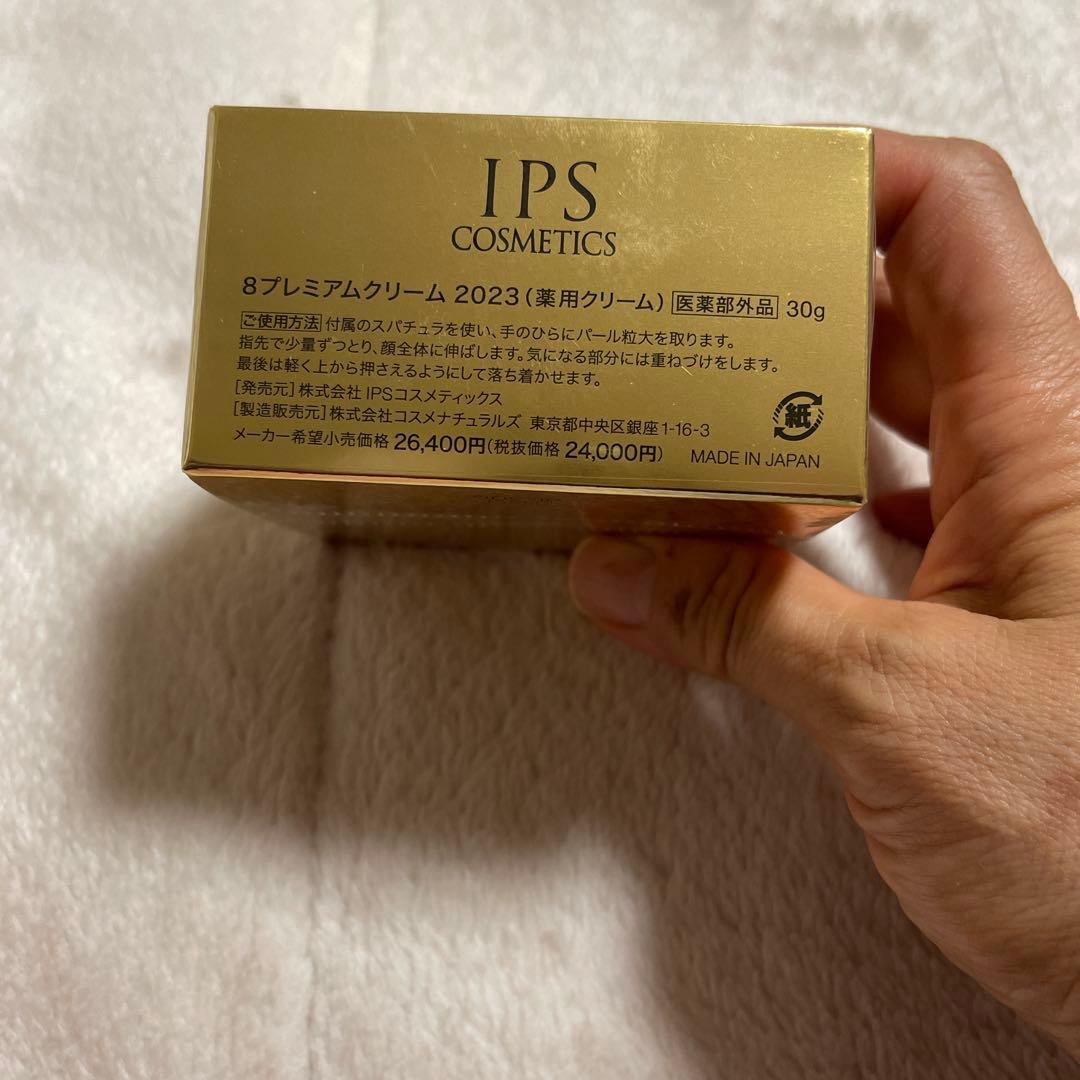 IPS
COSMETICS
8プレミアムクリーム 2023（薬用クリーム） 医薬部外品 30g
ご使用方法 付属のスパチュラを使い、手のひらにパール粒大を取ります。
指先で少量ずつとり、顔全体に伸ばします。気になる部分には重ねづけをします。
最後は軽く上から押さえるようにして落ち着かせます。
［発売元］株式会社 IPSコスメティックス
［製造販売元］株式会社コスメナチュラルズ 東京都中央区銀座1-16-3
メーカー希望小売価格 26,400円（税抜価格 24,000円） MADE IN JAPAN
紙